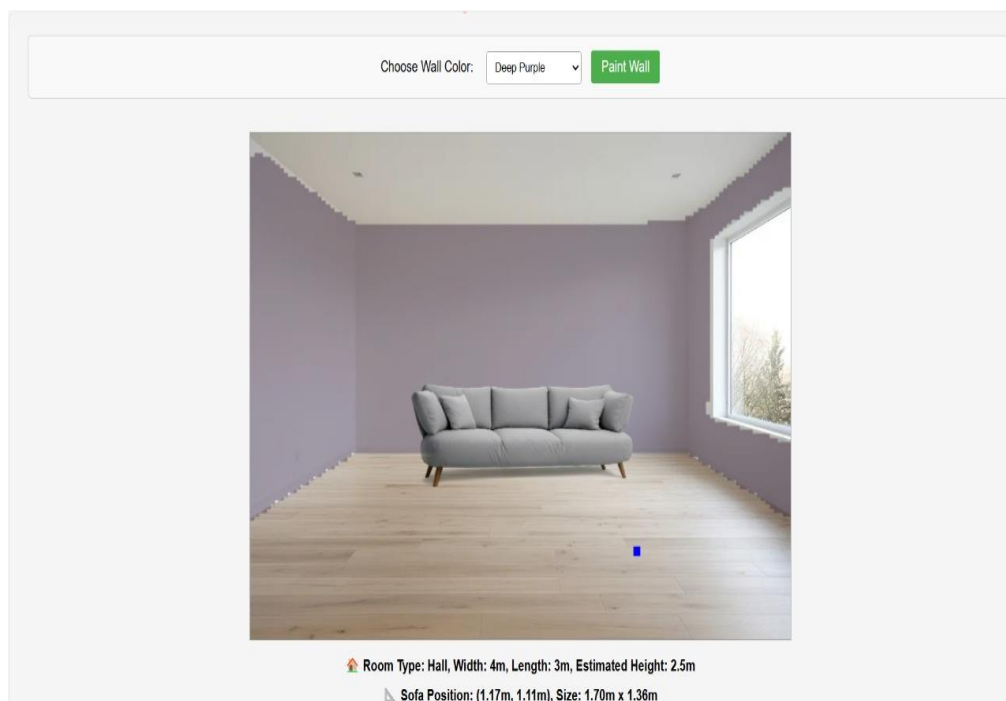 Choose Wall Color: Deep Purple Paint Wall
🏠 Room Type: Hall, Width: 4m, Length: 3m, Estimated Height: 2.5m
📐 Sofa Position: (1.17m, 1.11m), Size: 1.70m x 1.36m